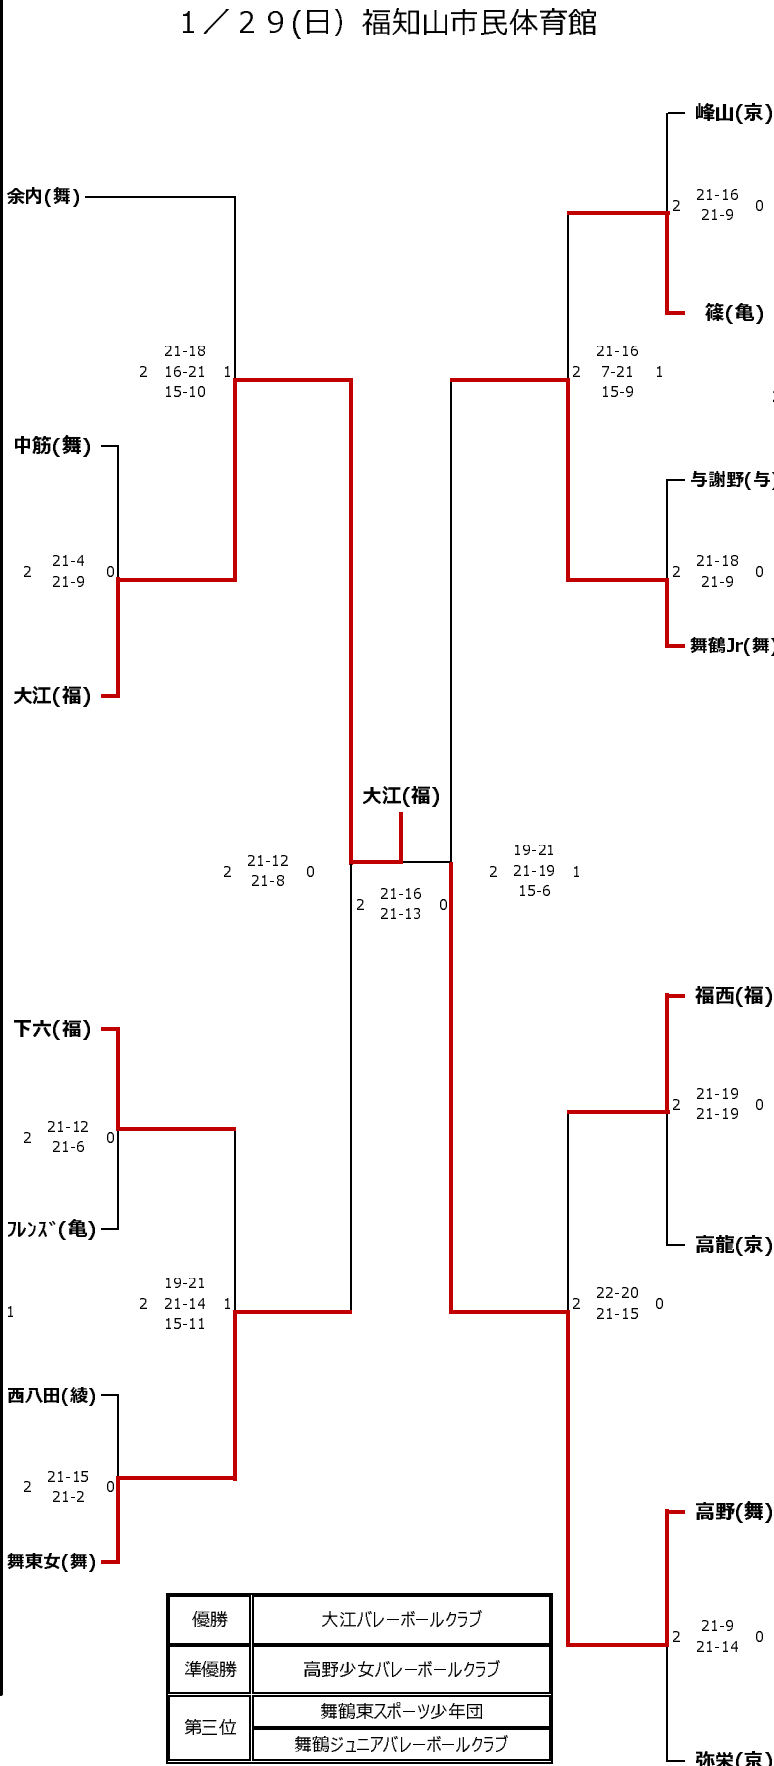 １／２９(日）福知山市民体育館
峰山(京)
余内(舞)
2 21-16 0
21-9
篠(亀)
21-18
2 16-21 1
15-10
21-16
2 7-21 1
15-9
中筋(舞)
与謝野(与)
2 21-4 0
21-9
2 21-18 0
21-9
舞鶴Jr(舞)
大江(福)
大江(福)
2 21-12 0
21-8
19-21
2 21-19 1
15-6
2 21-16 0
21-13
福西(福)
下六(福)
2 21-19 0
21-19
2 21-12 0
21-6
ﾌﾚﾝｽﾞ(亀)
高龍(京)
19-21
2 21-14 1
15-11
2 22-20 0
21-15
1
西八田(綾)
2 21-15 0
21-2
高野(舞)
舞東女(舞)
優勝 大江バレーボールクラブ
2 21-9 0
21-14
準優勝 高野少女バレーボールクラブ
第三位
舞鶴東スポーツ少年団
舞鶴ジュニアバレーボールクラブ
弥栄(京)